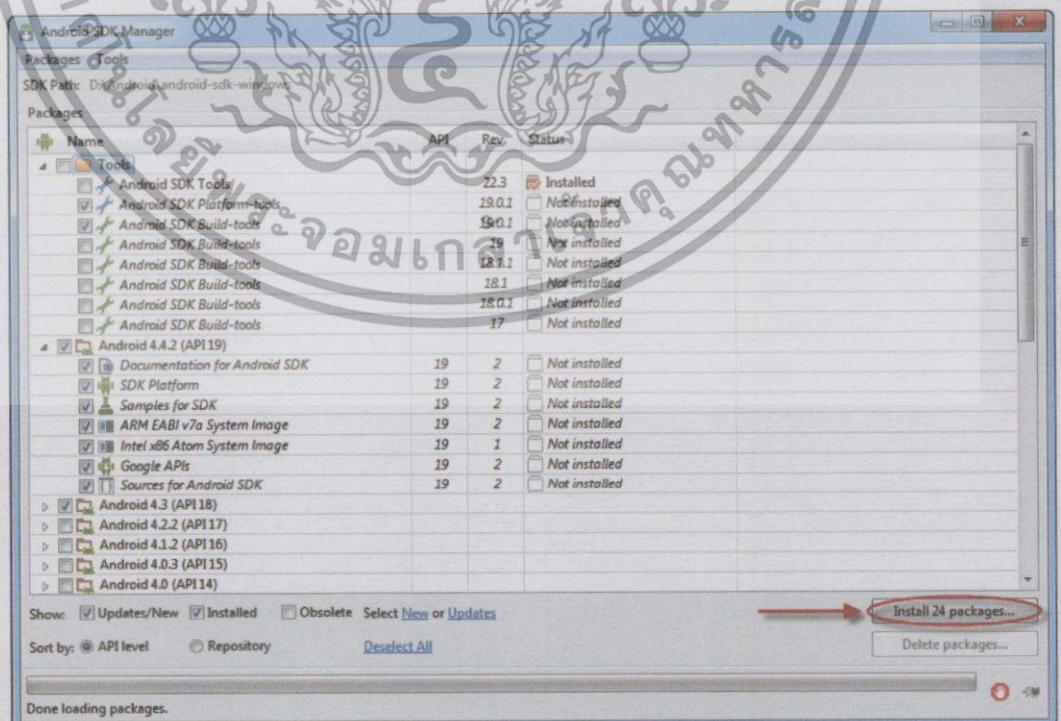 Android SDK Manager
Packages Tools
SDK Path: D:\Android\android-sdk-windows
Packages
Name API Rev. Status
Tools
Android SDK Tools 22.3 Installed
Android SDK Platform-tools 19.0.1 Not installed
Android SDK Build-tools 19.0.1 Not installed
Android SDK Build-tools 19 Not installed
Android SDK Build-tools 18.1.1 Not installed
Android SDK Build-tools 18.1 Not installed
Android SDK Build-tools 18.0.1 Not installed
Android SDK Build-tools 17 Not installed
Android 4.4.2 (API 19)
Documentation for Android SDK 19 2 Not installed
SDK Platform 19 2 Not installed
Samples for SDK 19 2 Not installed
ARM EABI v7a System Image 19 2 Not installed
Intel x86 Atom System Image 19 1 Not installed
Google APIs 19 2 Not installed
Sources for Android SDK 19 2 Not installed
Android 4.3 (API 18)
Android 4.2.2 (API 17)
Android 4.1.2 (API 16)
Android 4.0.3 (API 15)
Android 4.0 (API 14)
Show: Updates/New Installed Obsolete Select New or Updates Install 24 packages...
Sort by: API level Repository Deselect All Delete packages...
Done loading packages.